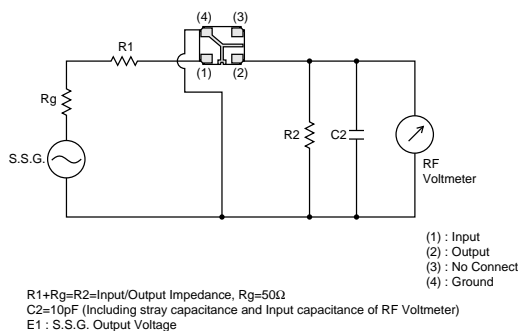 (4) (3)
R1
(1) (2)
Rg
R2 C2
S.S.G.
RF
Voltmeter
(1) : Input
(2) : Output
(3) : No Connect
(4) : Ground
R1+Rg=R2=Input/Output Impedance, Rg=50Ω
C2=10pF (Including stray capacitance and Input capacitance of RF Voltmeter)
E1 : S.S.G. Output Voltage